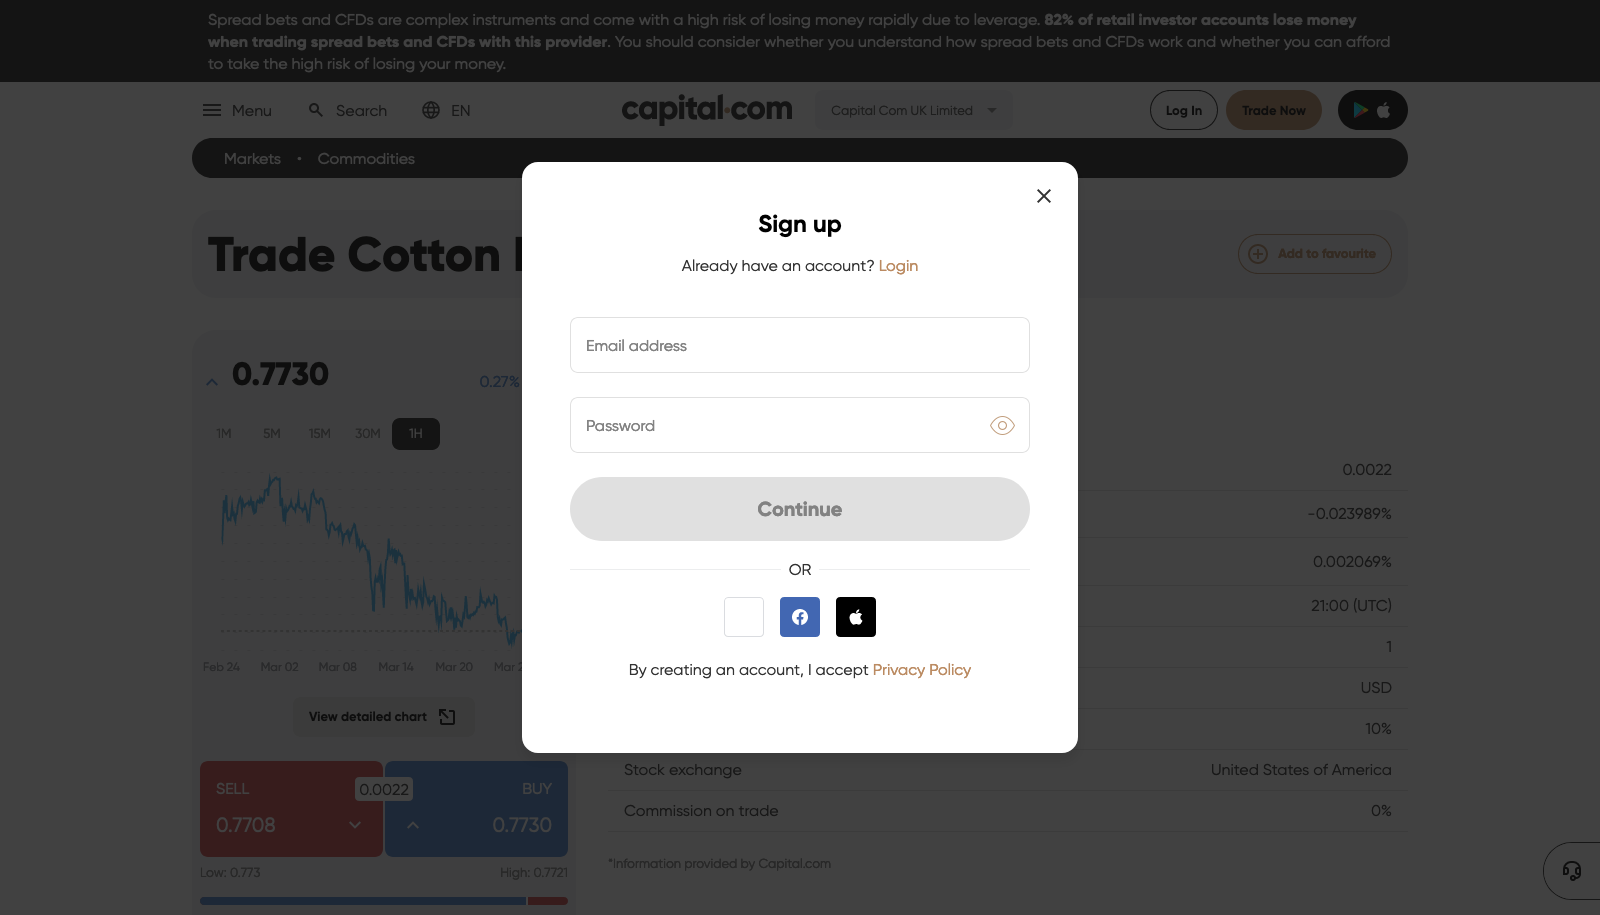 Spread bets and CFDs are complex instruments and come with a high risk of losing money rapidly due to leverage. 82% of retail investor accounts lose money
when trading spread bets and CFDs with this provider. You should consider whether you understand how spread bets and CFDs work and whether you can afford
to take the high risk of losing your money.
Menu Search EN capital.com Capital Com UK Limited Log In Trade Now
Markets • Commodities
Trade Cotton
Add to favourite
0.7730 0.27%
1M 5M 15M 30M 1H
Feb 24 Mar 02 Mar 08 Mar 14 Mar 20 Mar 2
View detailed chart
SELL 0.0022 BUY
0.7708 0.7730
Low: 0.773 High: 0.7721
Sign up
Already have an account? Login
Email address
Password
Continue
OR
By creating an account, I accept Privacy Policy
0.0022
-0.023989%
0.002069%
21:00 (UTC)
1
USD
10%
Stock exchange United States of America
Commission on trade 0%
*Information provided by Capital.com